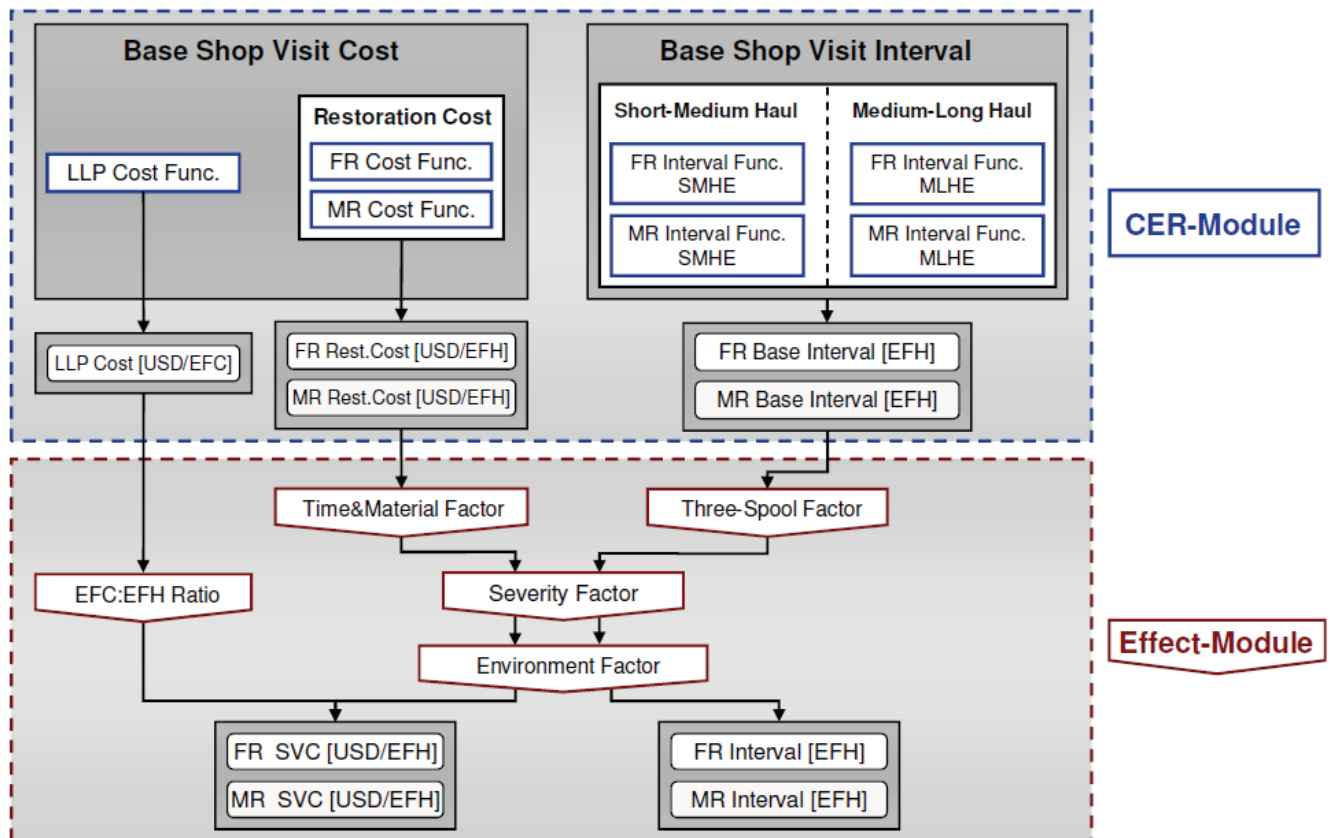 Base Shop Visit Cost
Base Shop Visit Interval
Restoration Cost
LLP Cost Func.
FR Cost Func.
MR Cost Func.
Short-Medium Haul
Medium-Long Haul
FR Interval Func.
SMHE
FR Interval Func.
MLHE
MR Interval Func.
SMHE
MR Interval Func.
MLHE
CER-Module
LLP Cost [USD/EFC]
FR Rest.Cost [USD/EFH]
MR Rest.Cost [USD/EFH]
FR Base Interval [EFH]
MR Base Interval [EFH]
Time&Material Factor
Three-Spool Factor
EFC:EFH Ratio
Severity Factor
Environment Factor
Effect-Module
FR SVC [USD/EFH]
MR SVC [USD/EFH]
FR Interval [EFH]
MR Interval [EFH]